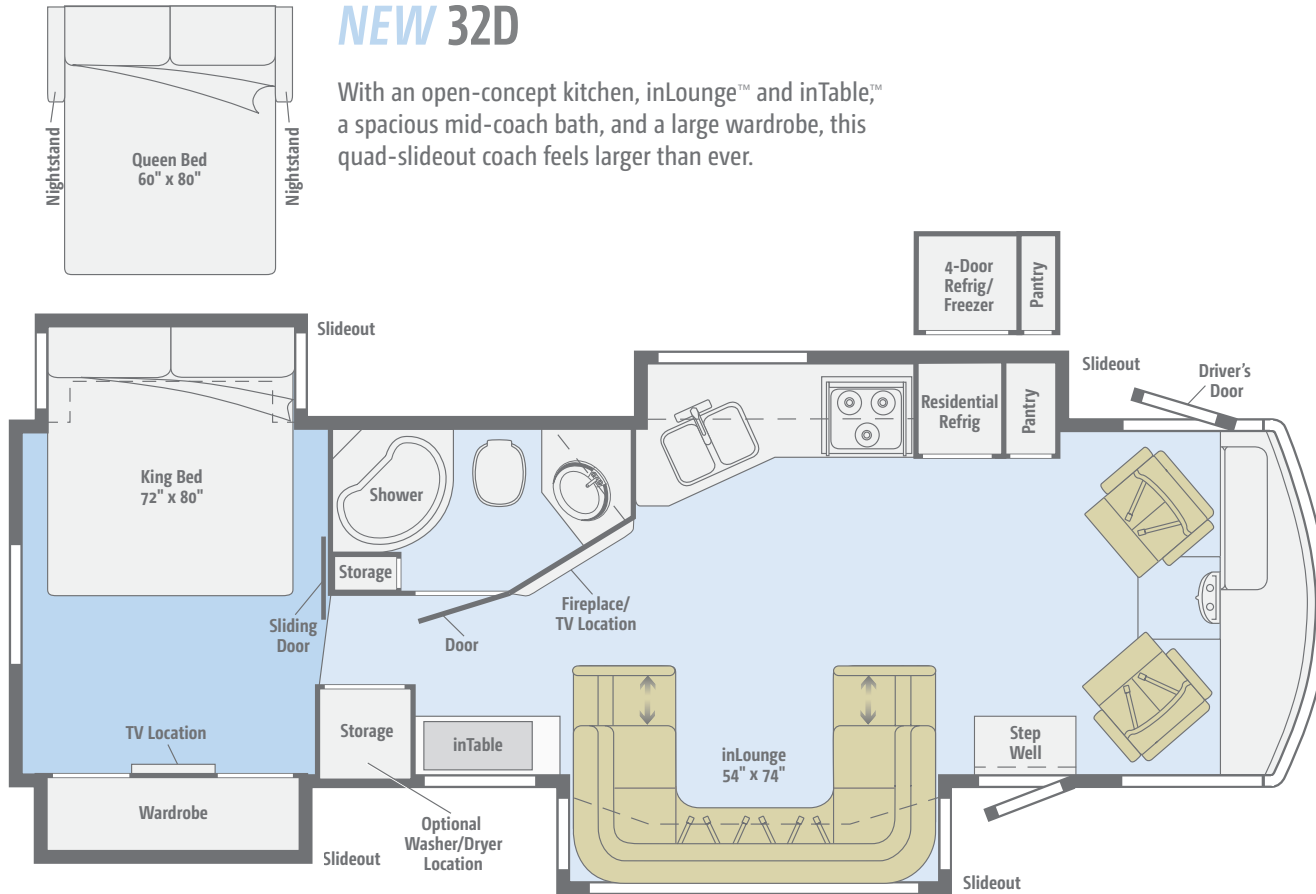 NEW 32D
With an open-concept kitchen, inLounge™ and inTable,™
a spacious mid-coach bath, and a large wardrobe, this
quad-slideout coach feels larger than ever.
Nightstand
Queen Bed
60" x 80"
Nightstand
4-Door
Refrig/
Freezer
Pantry
Slideout
Slideout
Driver's
Door
King Bed
72" x 80"
Shower
Residential
Refrig
Pantry
Storage
Sliding
Door
Door
Fireplace/
TV Location
TV Location
Storage
inTable
inLounge
54" x 74"
Step
Well
Wardrobe
Optional
Washer/Dryer
Location
Slideout
Slideout